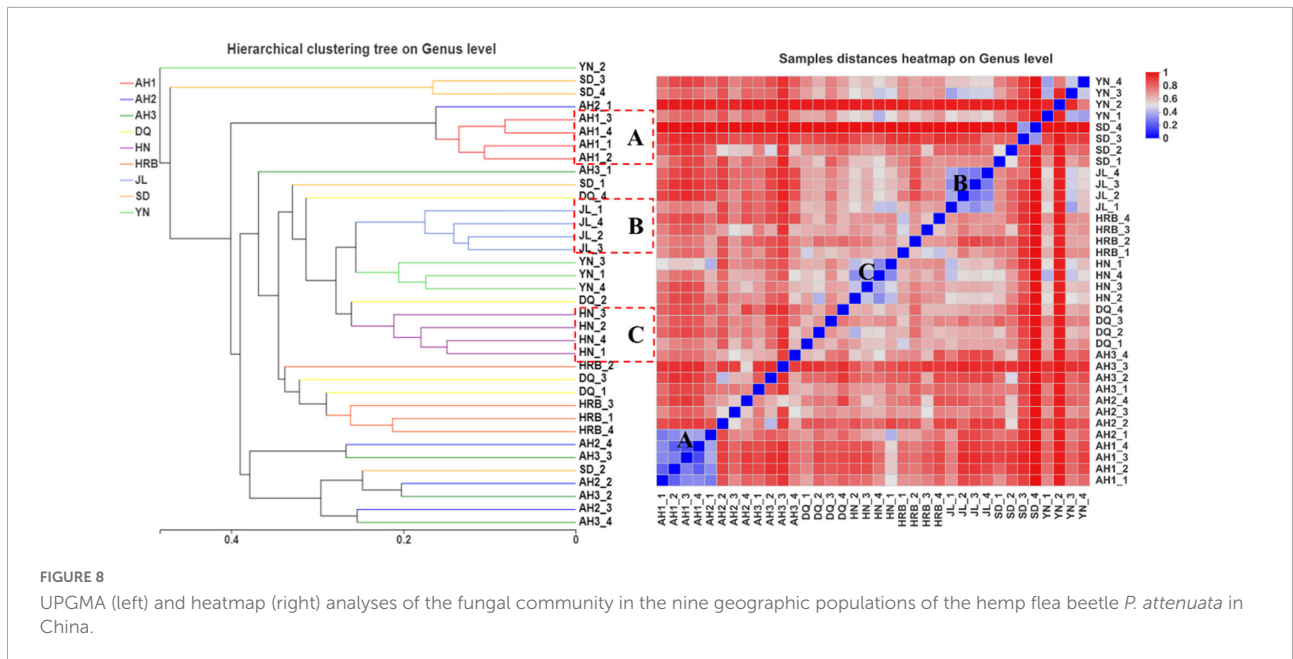 Hierarchical clustering tree on Genus level
AH1
AH2
AH3
DQ
HN
HRB
JL
SD
YN
YN_2
SD_3
SD_4
AH2_1
AH1_3
AH1_4
AH1_1
AH1_2
AH3_1
SD_1
DQ_4
JL_1
JL_4
JL_2
JL_3
YN_3
YN_1
YN_4
DQ_2
HN_3
HN_2
HN_4
HN_1
HRB_2
DQ_3
DQ_1
HRB_3
HRB_1
HRB_4
AH2_4
AH3_3
SD_2
AH2_2
AH3_2
AH2_3
AH3_4
A
B
C
0.4 0.2 0
Samples distances heatmap on Genus level
B
C
A
YN_4
YN_3
YN_2
YN_1
SD_4
SD_3
SD_2
SD_1
JL_4
JL_3
JL_2
JL_1
HRB_4
HRB_3
HRB_2
HRB_1
HN_1
HN_4
HN_3
HN_2
DQ_4
DQ_3
DQ_2
DQ_1
AH3_4
AH3_3
AH3_2
AH3_1
AH2_4
AH2_3
AH2_2
AH2_1
AH1_4
AH1_3
AH1_2
AH1_1
AH1_1 AH1_2 AH1_3 AH1_4 AH2_1 AH2_2 AH2_3 AH2_4 AH3_1 AH3_2 AH3_3 AH3_4 DQ_1 DQ_2 DQ_3 DQ_4 HN_2 HN_3 HN_4 HN_1 HRB_1 HRB_2 HRB_3 HRB_4 JL_1 JL_2 JL_3 JL_4 SD_1 SD_2 SD_3 SD_4 YN_1 YN_2 YN_3 YN_4
1
0.8
0.6
0.4
0.2
0
FIGURE 8
UPGMA (left) and heatmap (right) analyses of the fungal community in the nine geographic populations of the hemp flea beetle P. attenuata in
China.